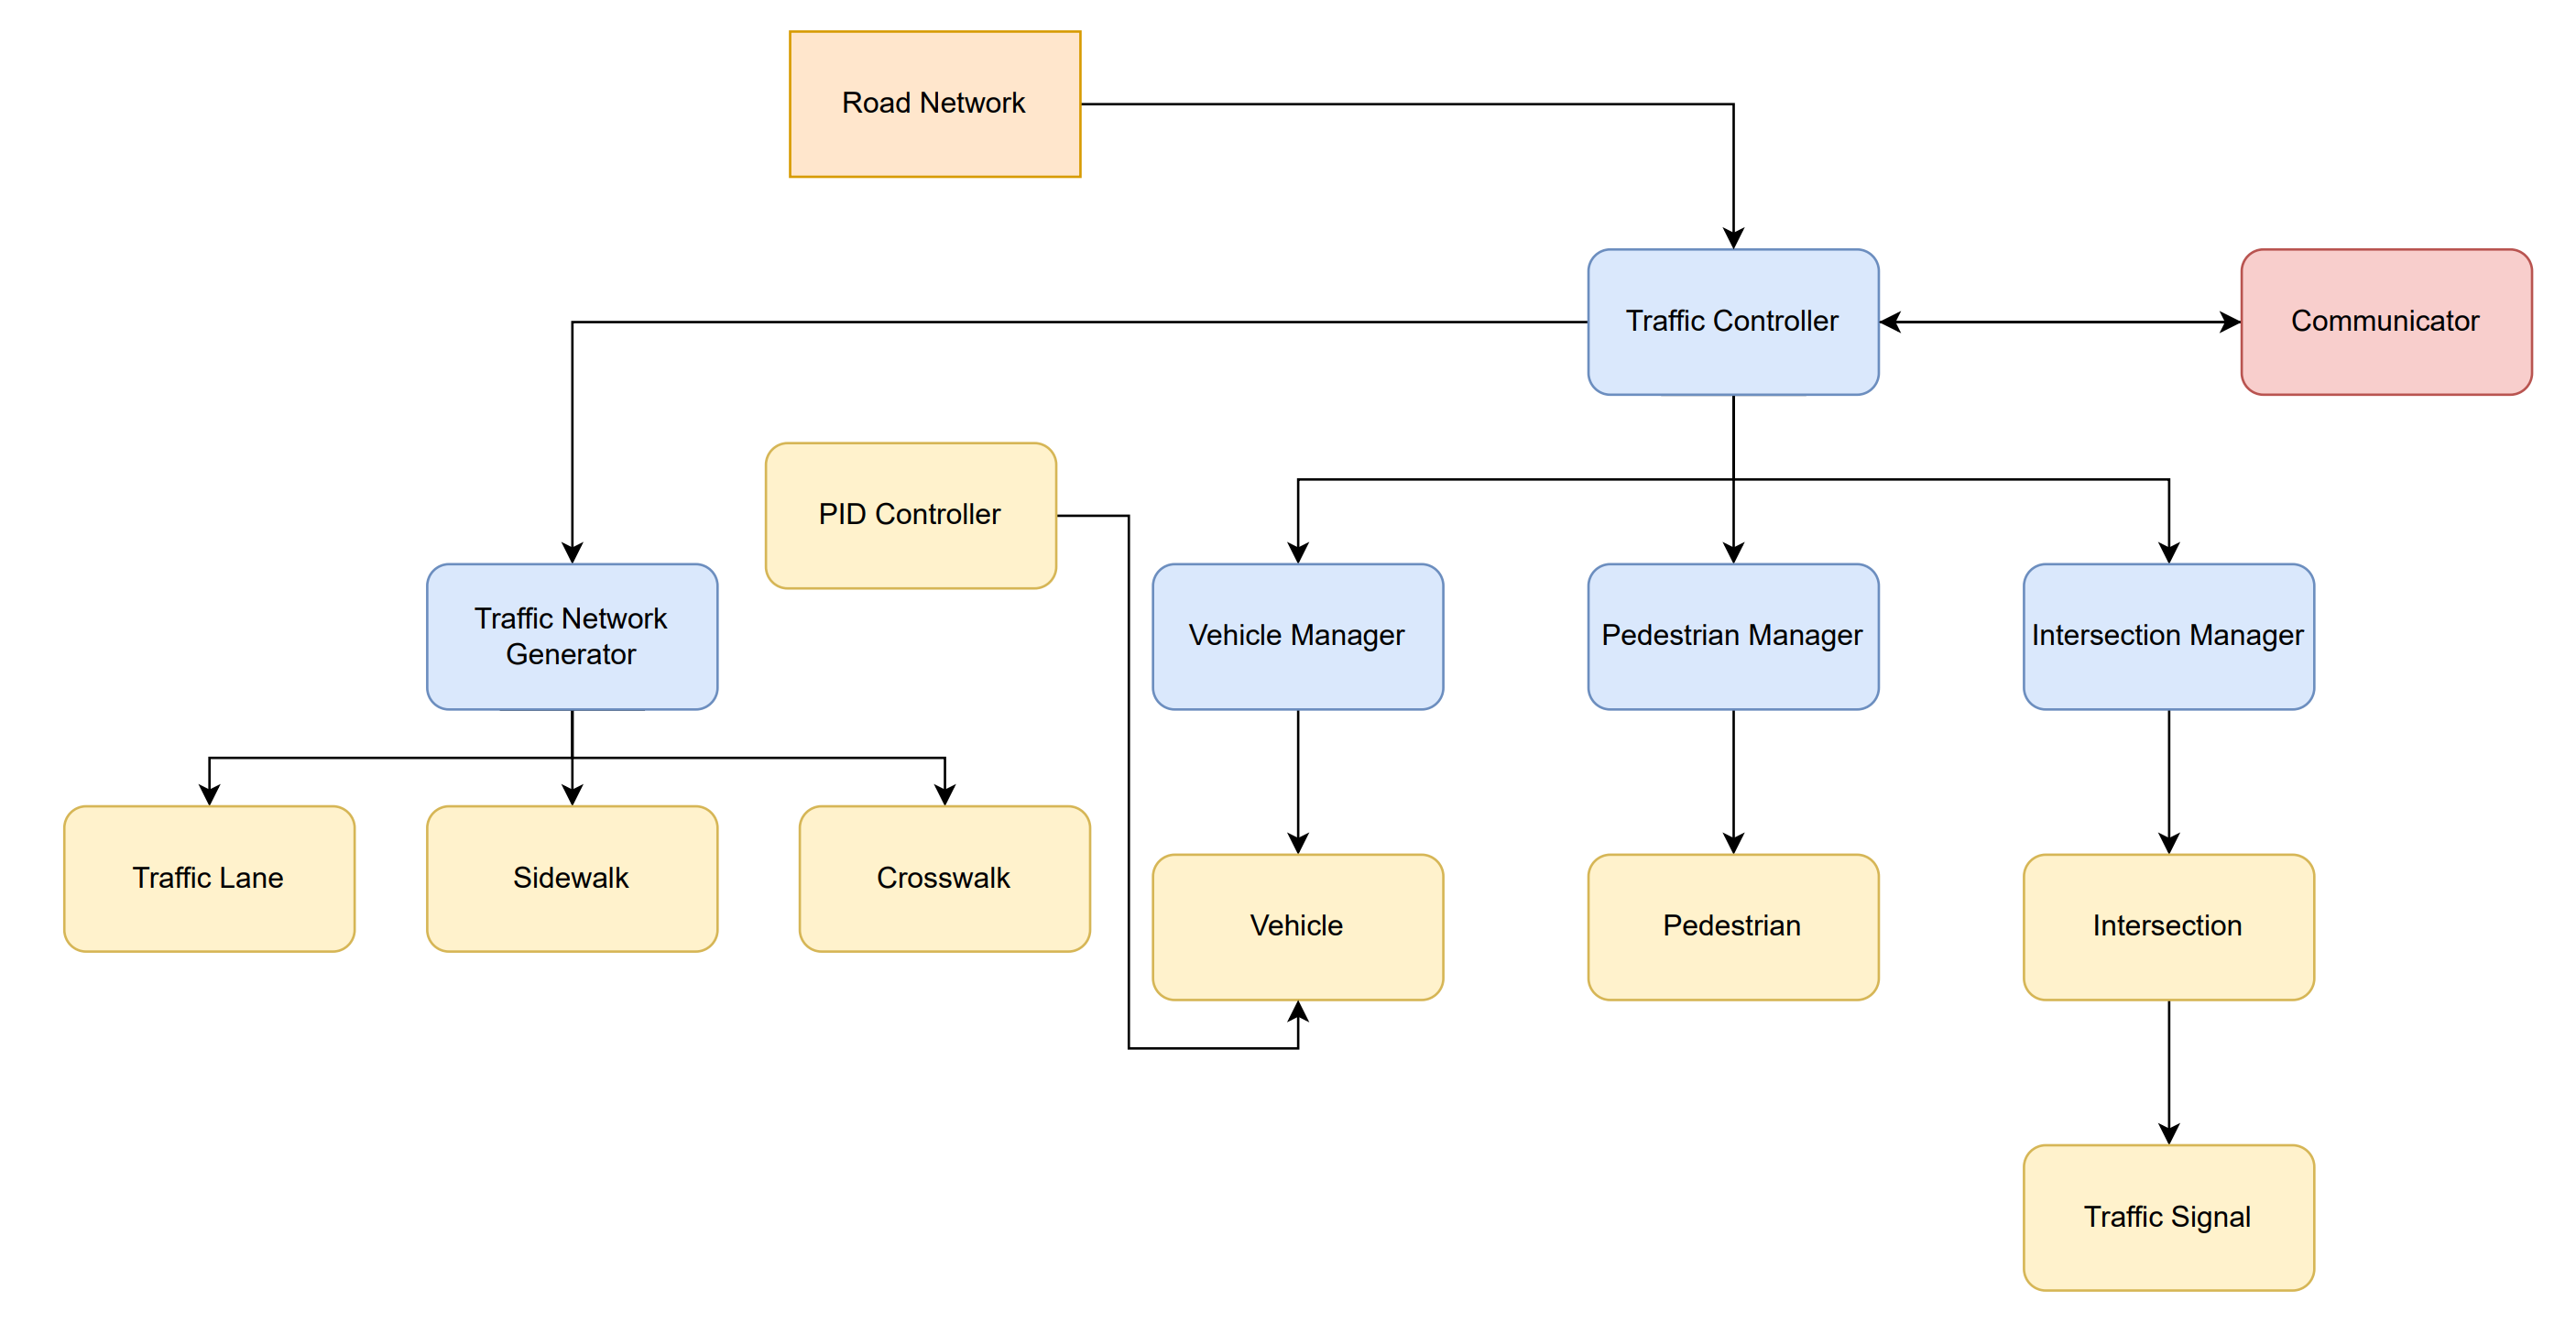 Road Network
Traffic Controller
Communicator
PID Controller
Traffic Network
Generator
Vehicle Manager
Pedestrian Manager
Intersection Manager
Traffic Lane
Sidewalk
Crosswalk
Vehicle
Pedestrian
Intersection
Traffic Signal